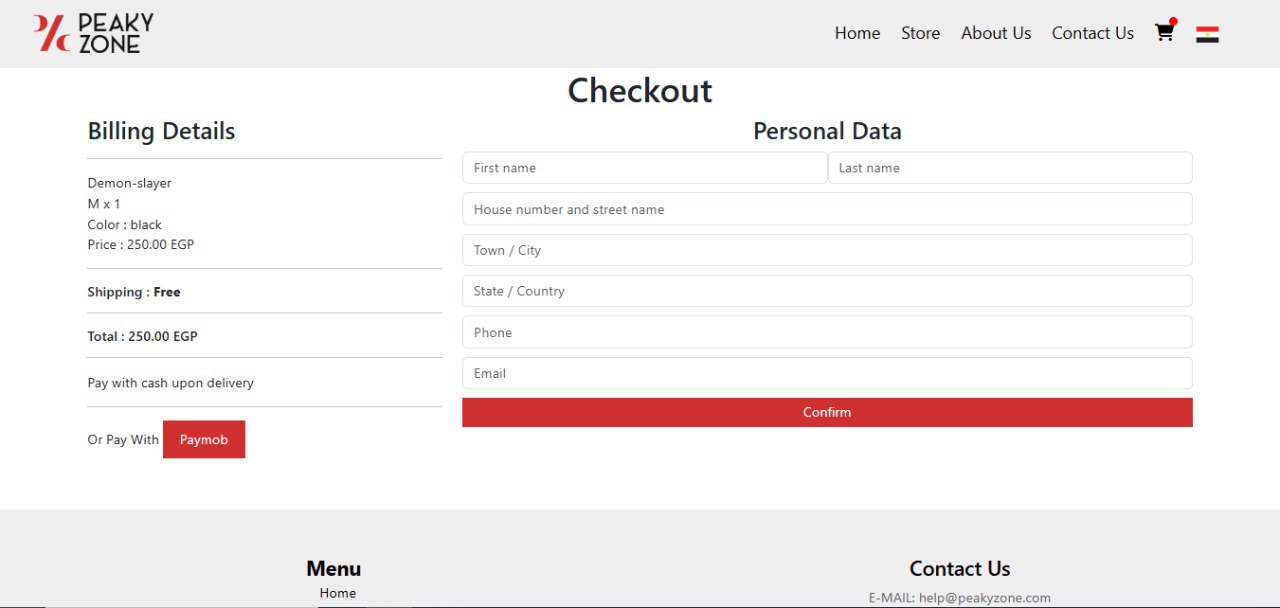 PEAKY
ZONE
Home Store About Us Contact Us
Checkout
Billing Details
Demon-slayer
M x 1
Color : black
Price : 250.00 EGP
Shipping : Free
Total : 250.00 EGP
Pay with cash upon delivery
Or Pay With Paymob
Personal Data
First name Last name
House number and street name
Town / City
State / Country
Phone
Email
Confirm
Menu
Home
Contact Us
E-MAIL: help@peakyzone.com